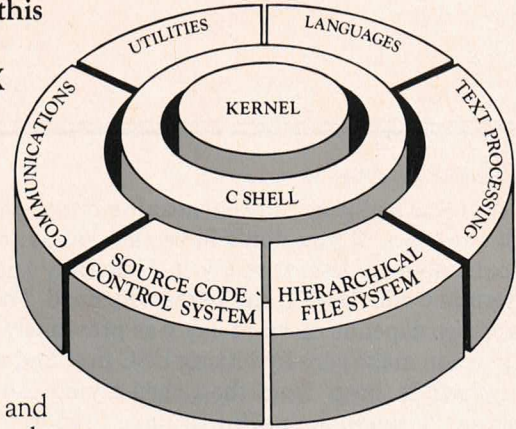 this
X
UTILITIES
LANGUAGES
COMMUNICATIONS
KERNEL
TEXT PROCESSING
C SHELL
SOURCE CODE
CONTROL SYSTEM
HIERARCHICAL
FILE SYSTEM
and